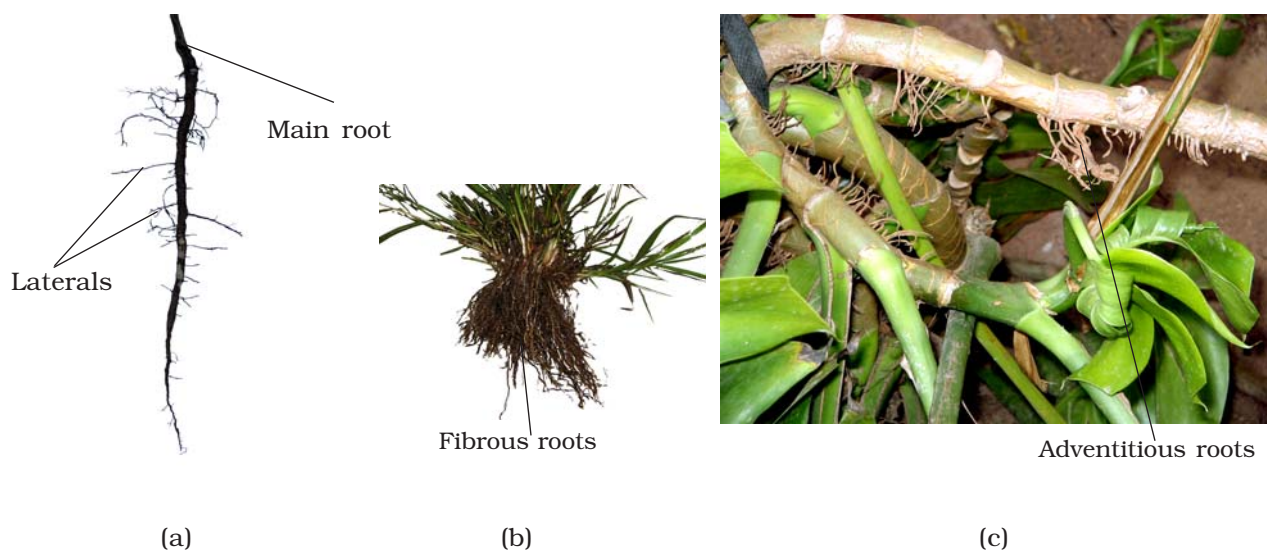 Main root
Laterals
Fibrous roots
Adventitious roots
(a)
(b)
(c)